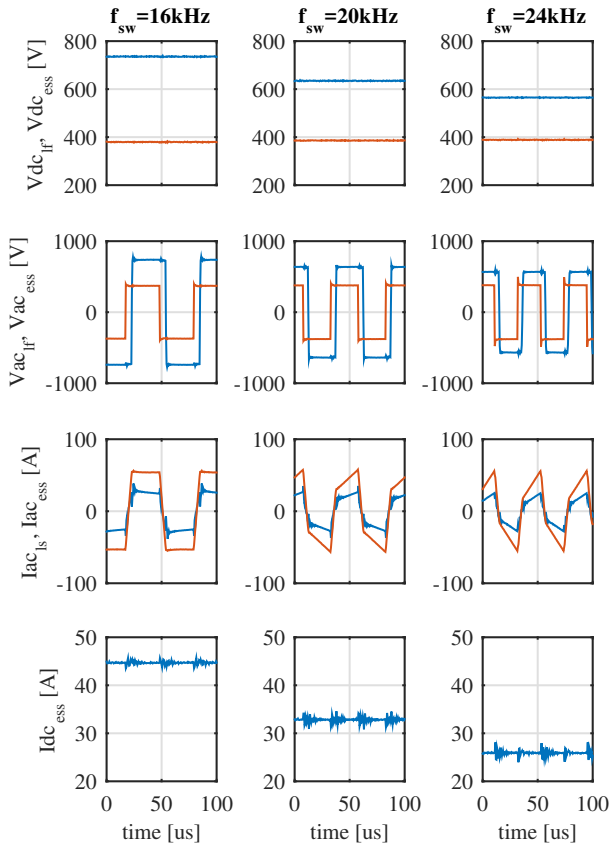 f_sw=16kHz f_sw=20kHz f_sw=24kHz
Vdc_lf, Vdc_ess [V]
800 800 800
600 600 600
400 400 400
200 200 200
Vac_lf, Vac_ess [V]
1000 1000 1000
0 0 0
-1000 -1000 -1000
Iac_ls, Iac_ess [A]
100 100 100
0 0 0
-100 -100 -100
Idc_ess [A]
50 50 50
40 40 40
30 30 30
20 20 20
0 50 100 0 50 100 0 50 100
time [us] time [us] time [us]